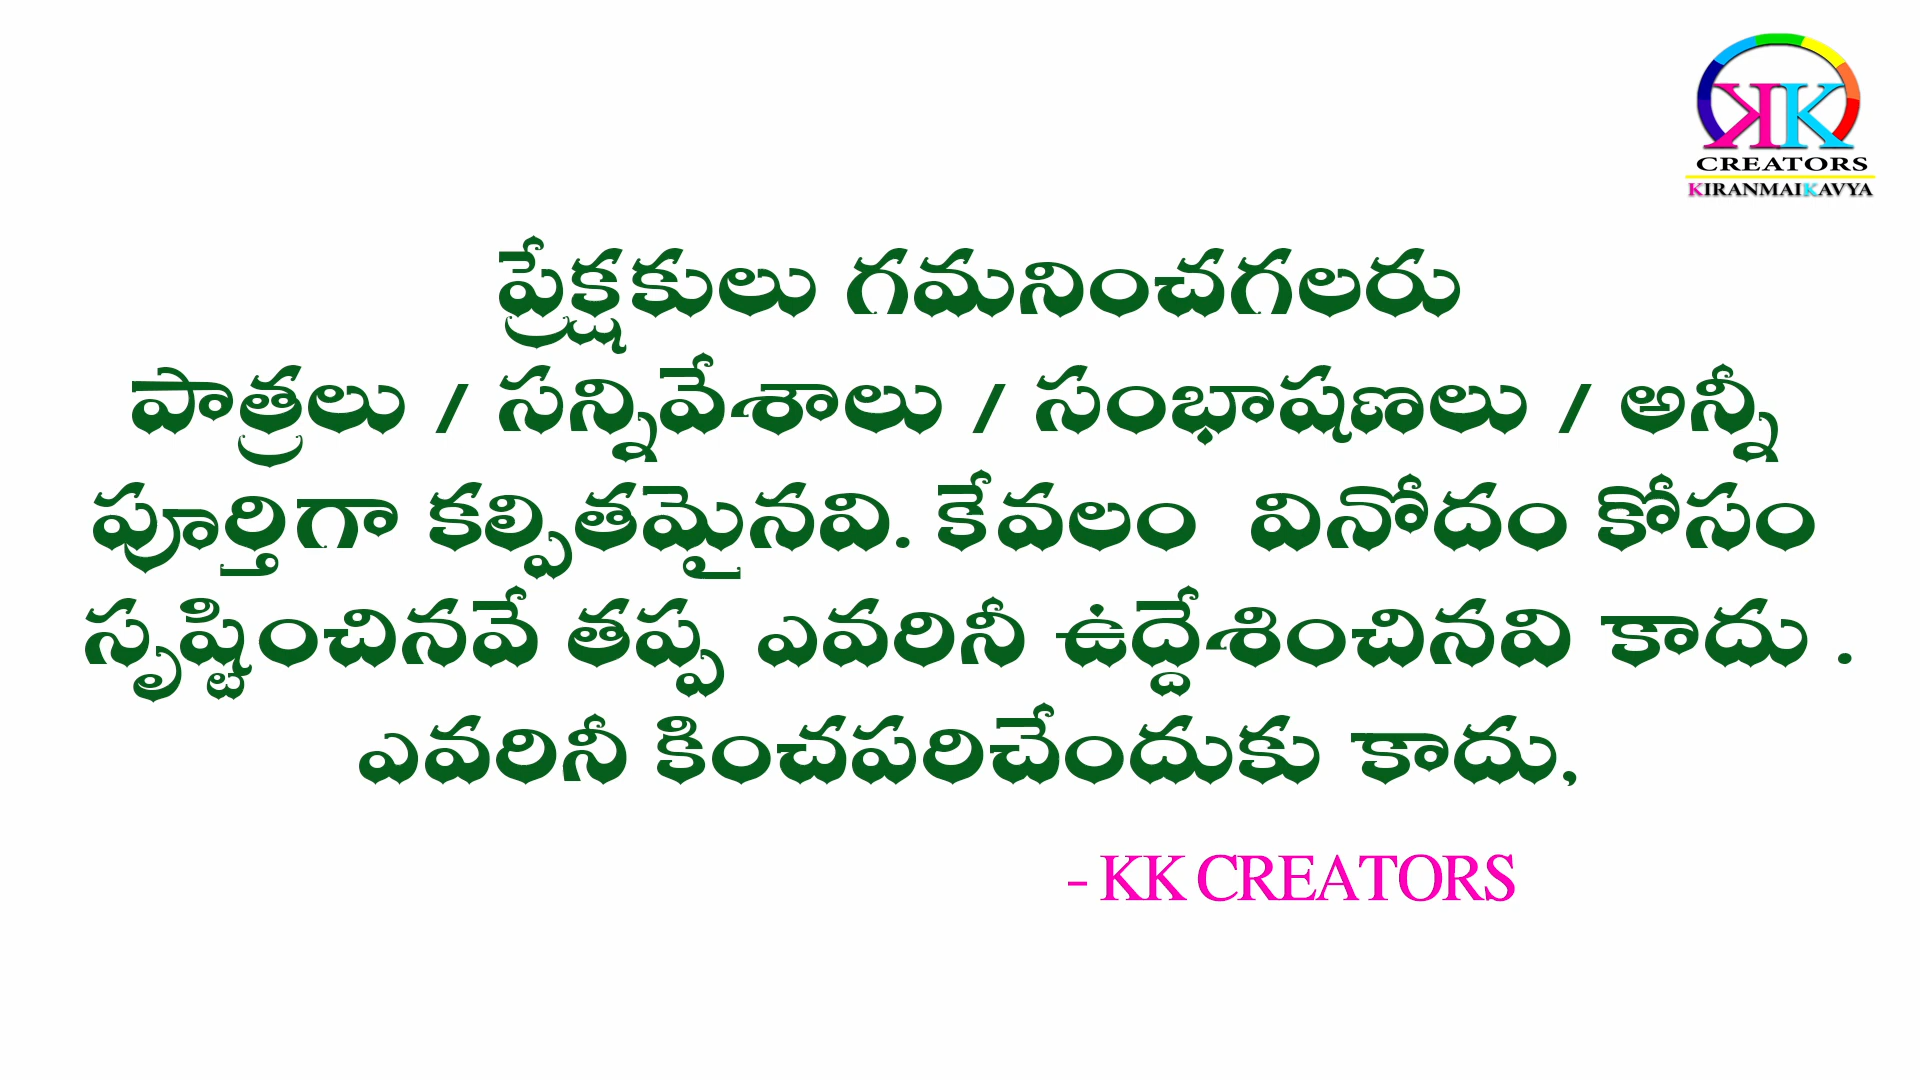 KK
CREATORS
KIRANMAIKAVYA
ప్రేక్షకులు గమనించగలరు
పాత్రలు / సన్నివేశాలు / సంభాషణలు / అన్నీ
పూర్తిగా కల్పితమైనవి. కేవలం వినోదం కోసం
సృష్టించినవే తప్ప ఎవరినీ ఉద్దేశించినవి కాదు .
ఎవరినీ కించపరిచేందుకు కాదు,
- KK CREATORS